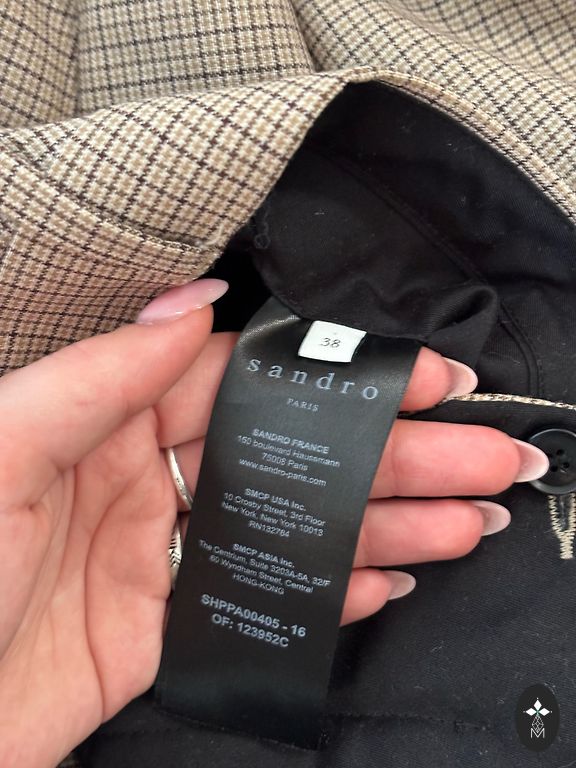 38
sandro
PARIS
SANDRO FRANCE
150 boulevard Haussmann
75008 Paris
www.sandro-paris.com
SMCP USA Inc.
10 Crosby Street, 3rd Floor
New York, New York 10013
RN132784
SMCP ASIA Inc.
The Centrium, Suite 3203A-5A, 32/F
60 Wyndham Street, Central
HONG-KONG
SHPPA00405 - 16
OF: 123952C
M